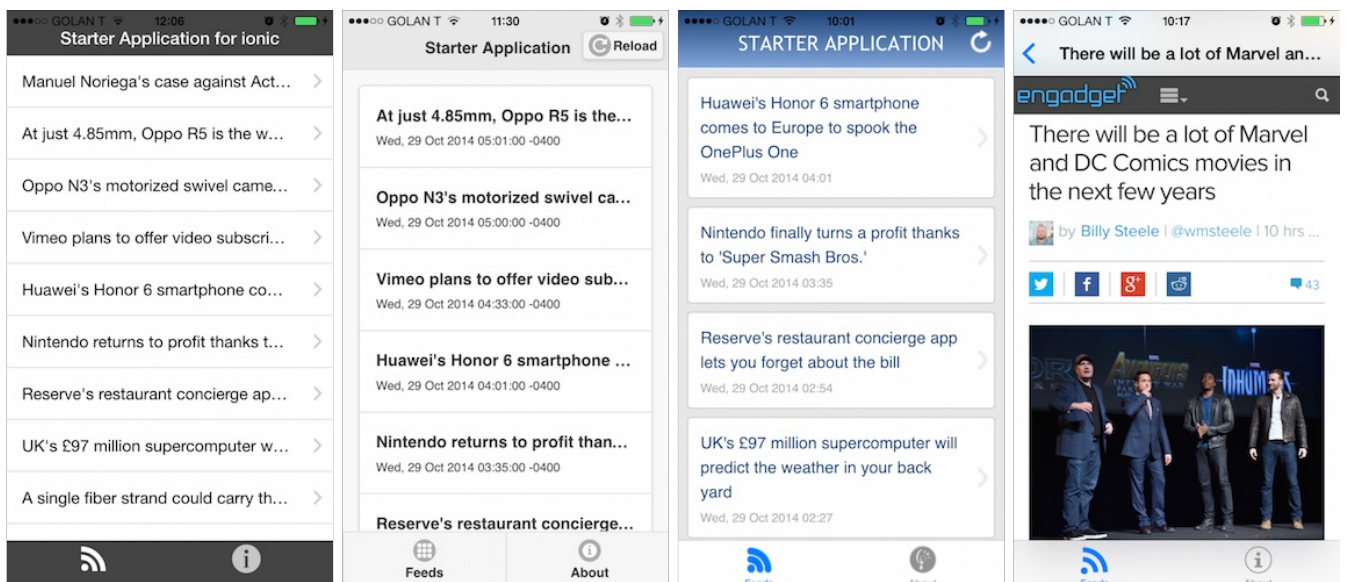 GOLAN T 12:06
Starter Application for ionic
Manuel Noriega's case against Act...
At just 4.85mm, Oppo R5 is the w...
Oppo N3's motorized swivel came...
Vimeo plans to offer video subscri...
Huawei's Honor 6 smartphone co...
Nintendo returns to profit thanks t...
Reserve's restaurant concierge ap...
UK's £97 million supercomputer w...
A single fiber strand could carry th...
GOLAN T 11:30
Starter Application Reload
At just 4.85mm, Oppo R5 is the...
Wed, 29 Oct 2014 05:01:00 -0400
Oppo N3's motorized swivel ca...
Wed, 29 Oct 2014 05:00:00 -0400
Vimeo plans to offer video sub...
Wed, 29 Oct 2014 04:33:00 -0400
Huawei's Honor 6 smartphone ...
Wed, 29 Oct 2014 04:01:00 -0400
Nintendo returns to profit than...
Wed, 29 Oct 2014 03:35:00 -0400
Reserve's restaurant concierge...
Feeds About
GOLAN T 10:01
STARTER APPLICATION
Huawei's Honor 6 smartphone
comes to Europe to spook the
OnePlus One
Wed, 29 Oct 2014 04:01
Nintendo finally turns a profit thanks
to 'Super Smash Bros.'
Wed, 29 Oct 2014 03:35
Reserve's restaurant concierge app
lets you forget about the bill
Wed, 29 Oct 2014 02:54
UK's £97 million supercomputer will
predict the weather in your back
yard
Wed, 29 Oct 2014 02:27
GOLAN T 10:17
There will be a lot of Marvel an...
engadget
There will be a lot of Marvel
and DC Comics movies in
the next few years
by Billy Steele | @wmsteele | 10 hrs ...
f g+ 43
AVENGERS
INFINITY WAR
INHUMANS